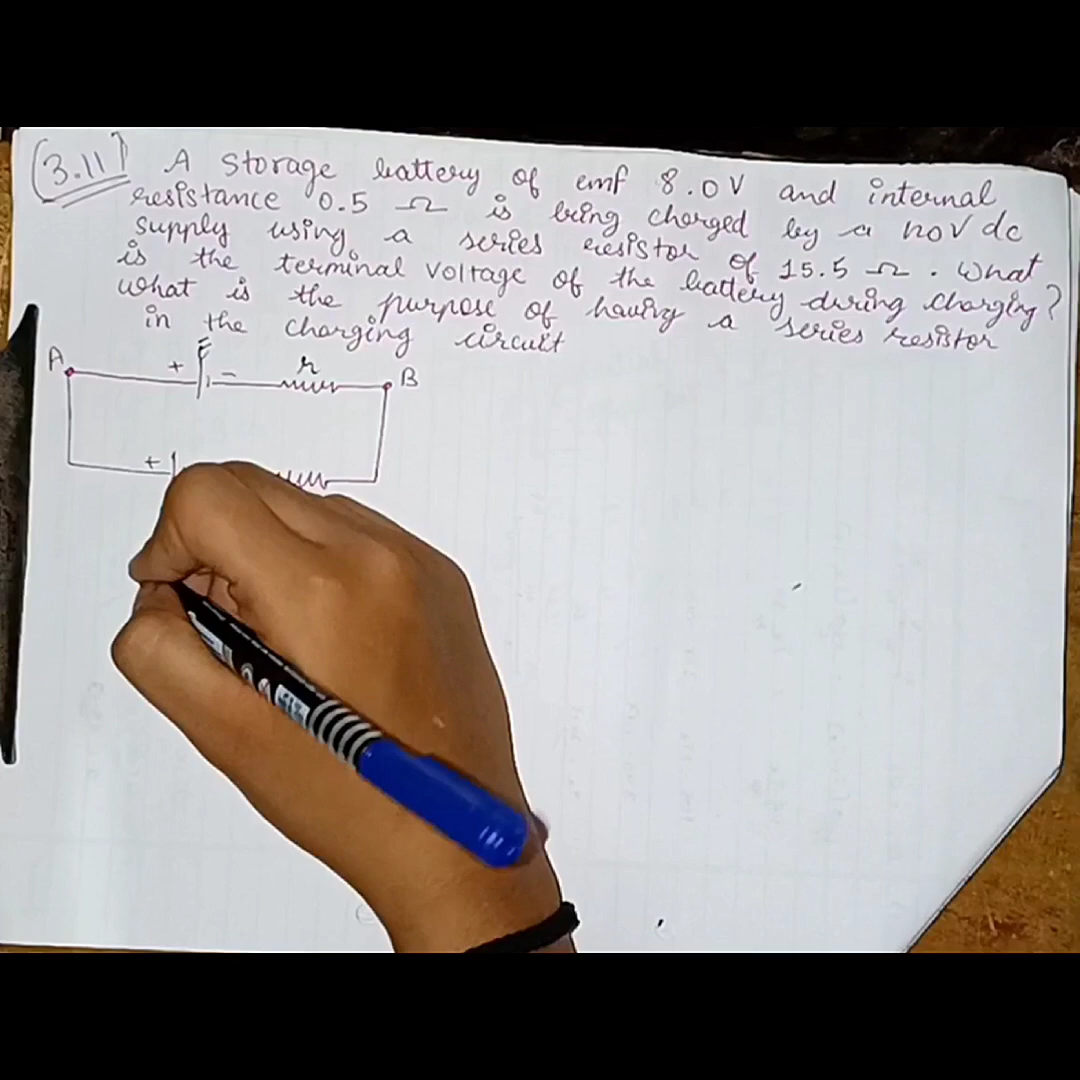 (3.11) A storage battery of emf 8.0V and internal
resistance 0.5 Ω is being charged by a 110V dc
supply using a series resistor of 15.5 Ω. What
is the terminal voltage of the battery during charging?
what is the purpose of having a series resistor
in the charging circuit
A + E - r B
+